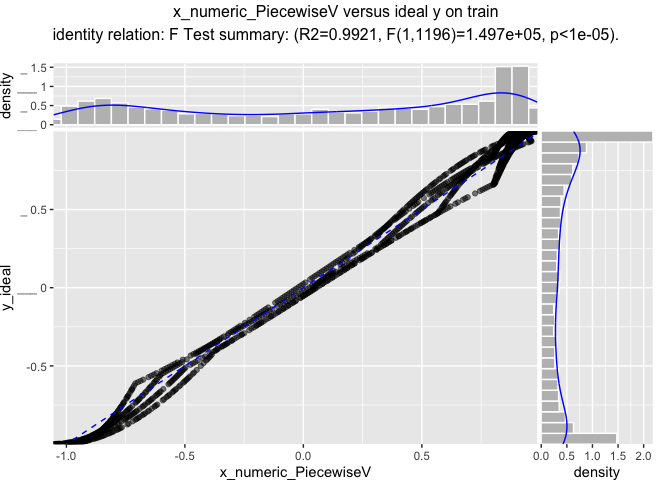 x_numeric_PiecewiseV versus ideal y on train
identity relation: F Test summary: (R2=0.9921, F(1,1196)=1.497e+05, p<1e-05).
density
1.5
1.0
0.5
0
y_ideal
0.5
0
-0.5
-1.0 -0.5 0.0 0.5
x_numeric_PiecewiseV
0.0 0.5 1.0 1.5 2.0
density